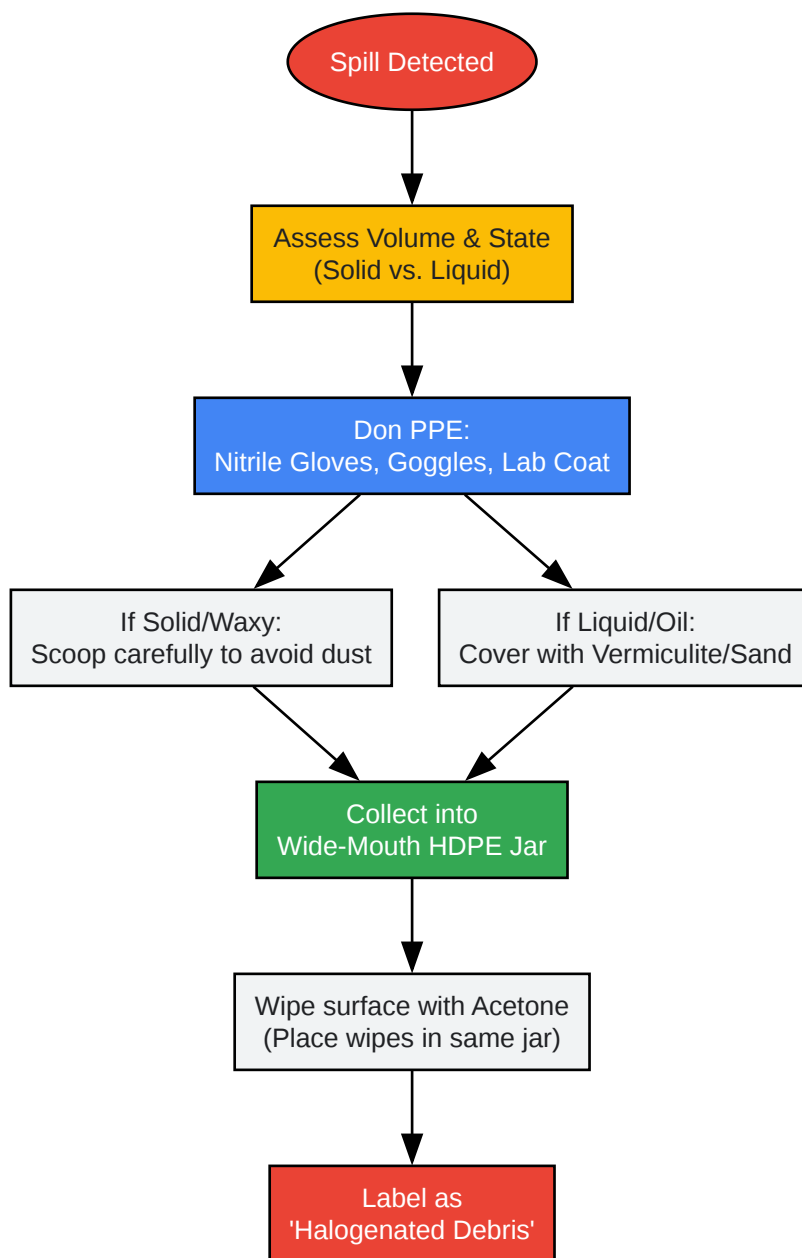 Spill Detected
Assess Volume & State
(Solid vs. Liquid)
Don PPE:
Nitrile Gloves, Goggles, Lab Coat
If Solid/Waxy:
Scoop carefully to avoid dust
If Liquid/Oil:
Cover with Vermiculite/Sand
Collect into
Wide-Mouth HDPE Jar
Wipe surface with Acetone
(Place wipes in same jar)
Label as
'Halogenated Debris'